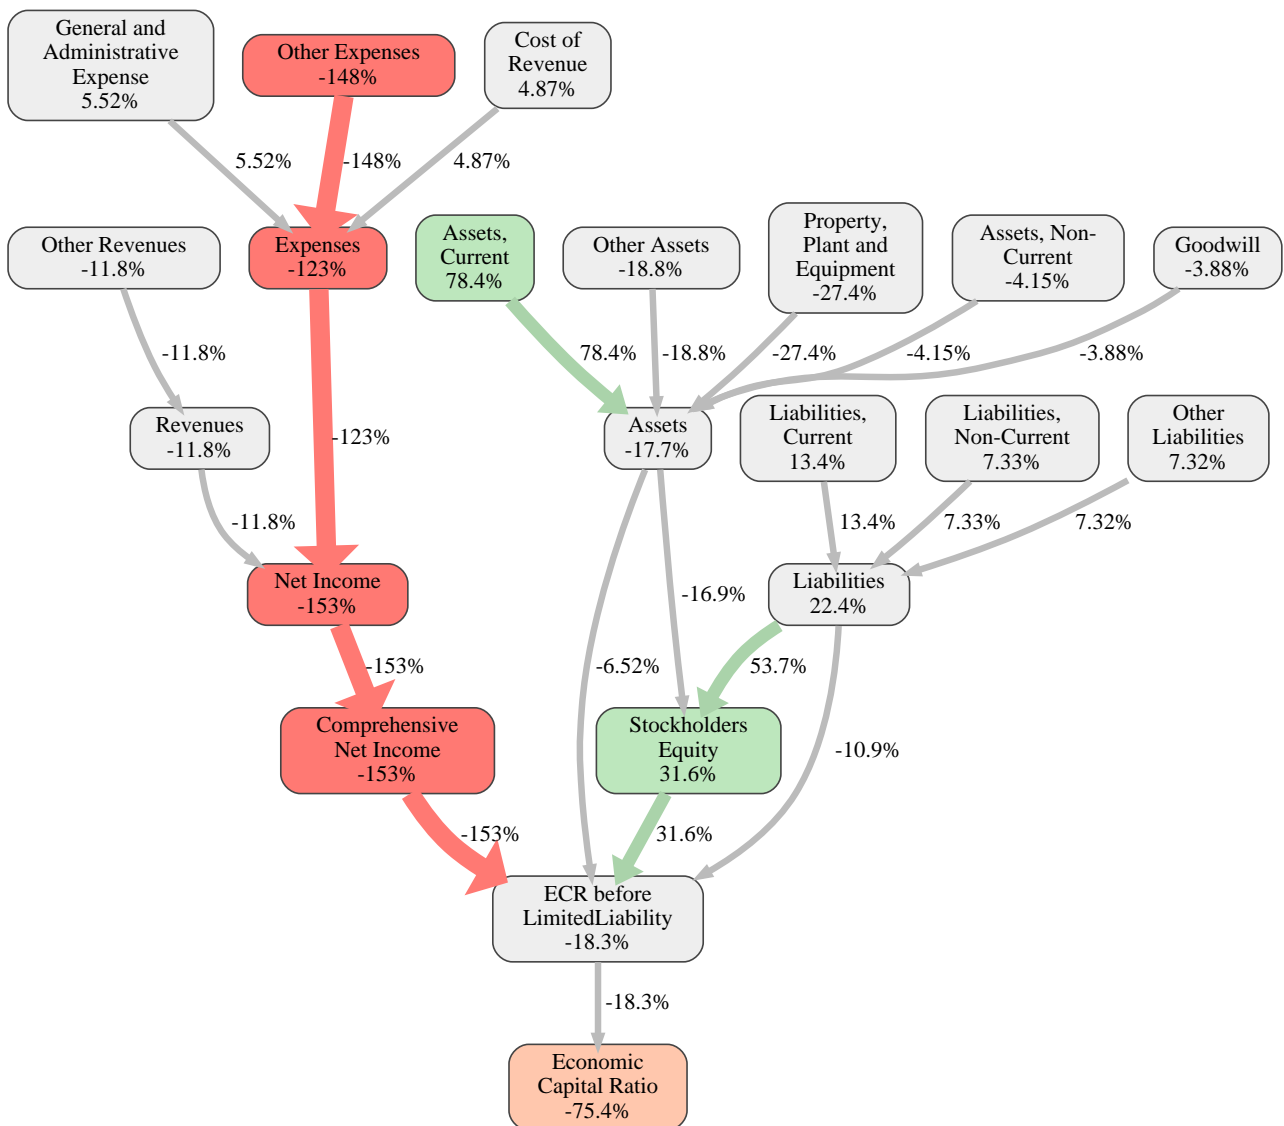 General and
Administrative
Expense
5.52%
Other Expenses
-148%
Cost of
Revenue
4.87%
5.52%
-148%
4.87%
Other Revenues
-11.8%
Expenses
-123%
Assets,
Current
78.4%
Other Assets
-18.8%
Property,
Plant and
Equipment
-27.4%
Assets, Non-
Current
-4.15%
Goodwill
-3.88%
-11.8%
78.4%
-18.8%
-27.4%
-4.15%
-3.88%
Revenues
-11.8%
-123%
Assets
-17.7%
Liabilities,
Current
13.4%
Liabilities,
Non-Current
7.33%
Other
Liabilities
7.32%
-11.8%
13.4%
7.33%
7.32%
Net Income
-153%
-16.9%
Liabilities
22.4%
-153%
-6.52%
53.7%
Comprehensive
Net Income
-153%
Stockholders
Equity
31.6%
-10.9%
-153%
31.6%
ECR before
LimitedLiability
-18.3%
-18.3%
Economic
Capital Ratio
-75.4%